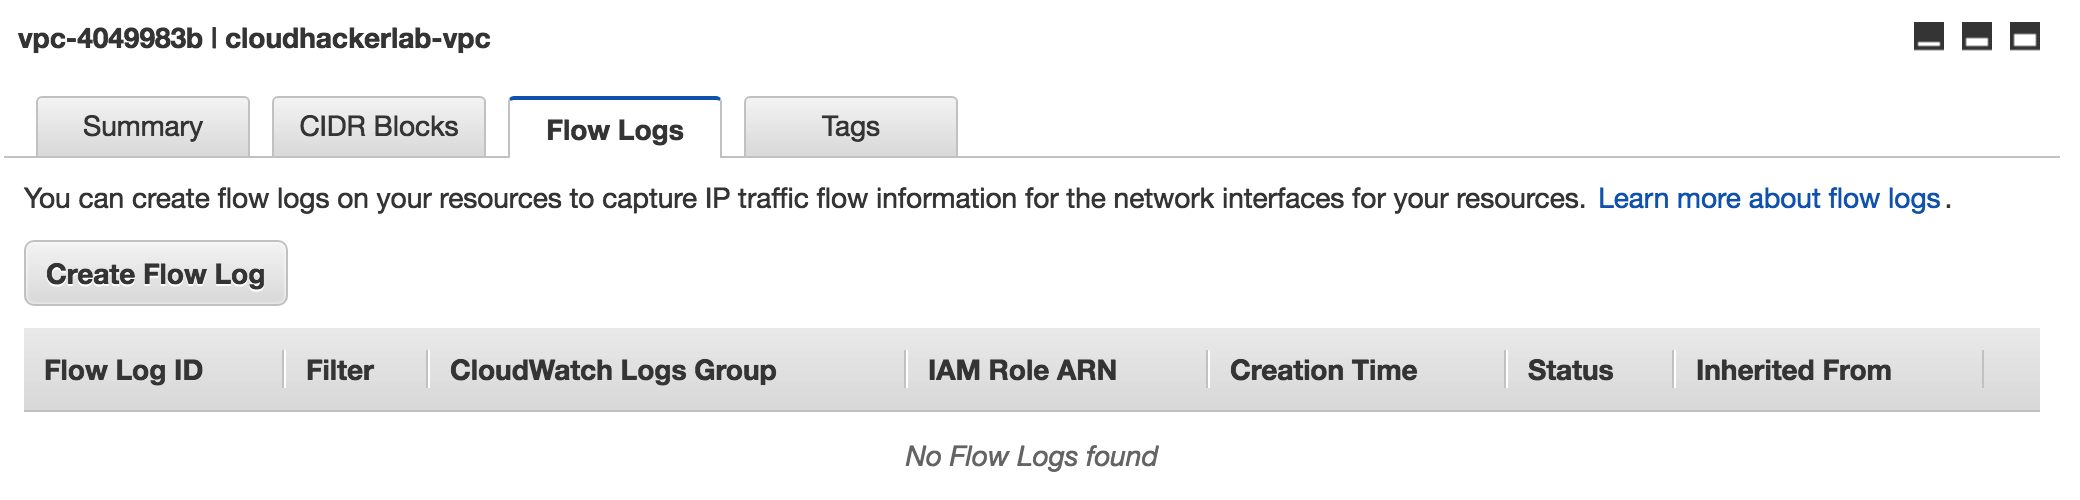 vpc-4049983b | cloudhackerlab-vpc
Summary CIDR Blocks Flow Logs Tags
You can create flow logs on your resources to capture IP traffic flow information for the network interfaces for your resources. Learn more about flow logs.
Create Flow Log
Flow Log ID Filter CloudWatch Logs Group IAM Role ARN Creation Time Status Inherited From
No Flow Logs found